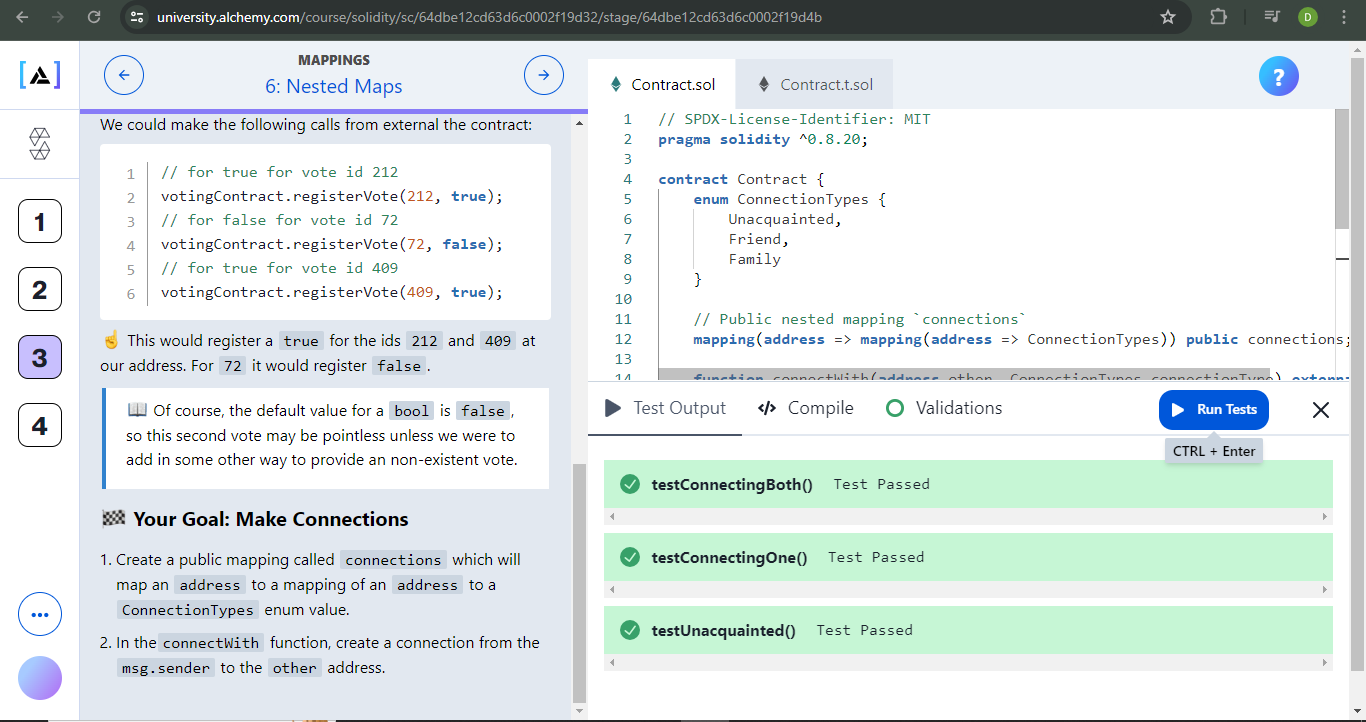 university.alchemy.com/course/solidity/sc/64dbe12cd63d6c0002f19d32/stage/64dbe12cd63d6c0002f19d4b
D
MAPPINGS
6: Nested Maps
1
2
3
4
We could make the following calls from external the contract:
1 // for true for vote id 212
2 votingContract.registerVote(212, true);
3 // for false for vote id 72
4 votingContract.registerVote(72, false);
5 // for true for vote id 409
6 votingContract.registerVote(409, true);
☝️ This would register a true for the ids 212 and 409 at
our address. For 72 it would register false.
📖 Of course, the default value for a bool is false,
so this second vote may be pointless unless we were to
add in some other way to provide an non-existent vote.
🏁 Your Goal: Make Connections
1. Create a public mapping called connections which will
map an address to a mapping of an address to a
ConnectionTypes enum value.
2. In the connectWith function, create a connection from the
msg.sender to the other address.
Contract.sol
Contract.t.sol
?
1 // SPDX-License-Identifier: MIT
2 pragma solidity ^0.8.20;
3
4 contract Contract {
5 enum ConnectionTypes {
6 Unacquainted,
7 Friend,
8 Family
9 }
10
11 // Public nested mapping `connections`
12 mapping(address => mapping(address => ConnectionTypes)) public connections;
13
14 function connectWith(address other, ConnectionTypes connectionType) externa
Test Output
Compile
Validations
Run Tests
CTRL + Enter
testConnectingBoth() Test Passed
testConnectingOne() Test Passed
testUnacquainted() Test Passed